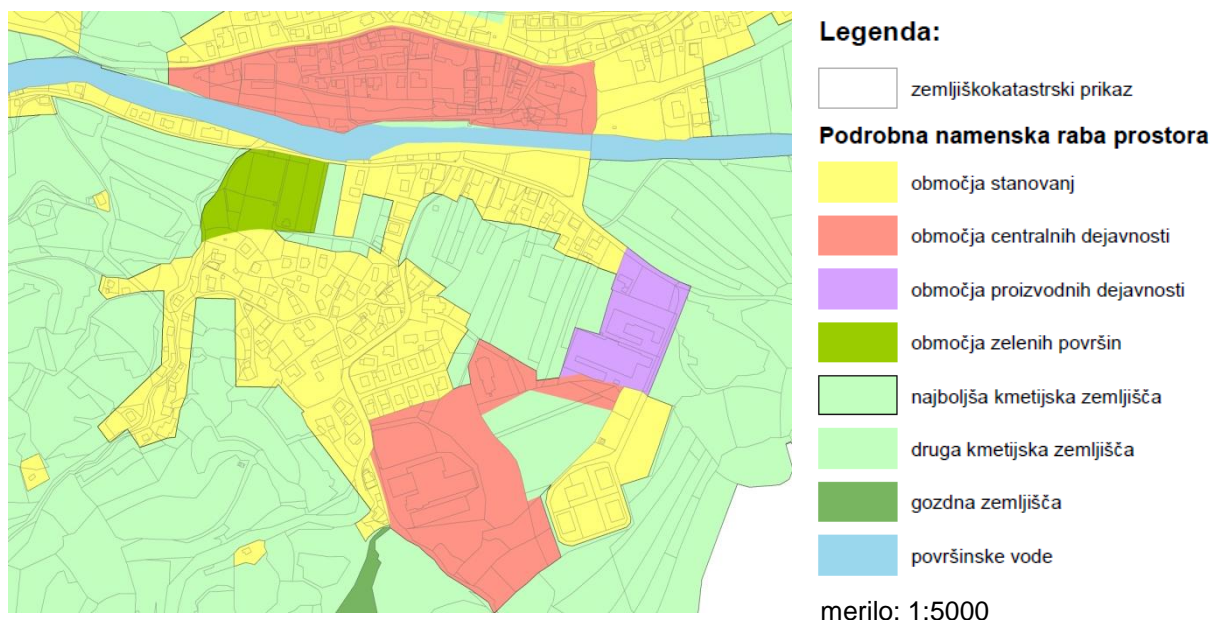 Legenda:
zemljiškokatastrski prikaz
Podrobna namenska raba prostora
območja stanovanj
območja centralnih dejavnosti
območja proizvodnih dejavnosti
območja zelenih površin
najboljša kmetijska zemljišča
druga kmetijska zemljišča
gozdna zemljišča
površinske vode
merilo: 1:5000